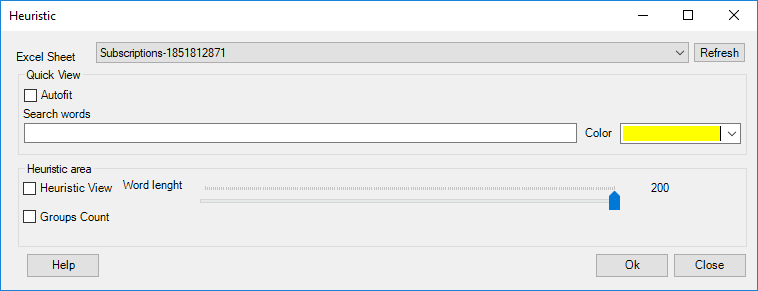 Heuristic
Excel Sheet Subscriptions-1851812871 Refresh
Quick View
Autofit
Search words
Color
Heuristic area
Heuristic View Word lenght 200
Groups Count
Help Ok Close